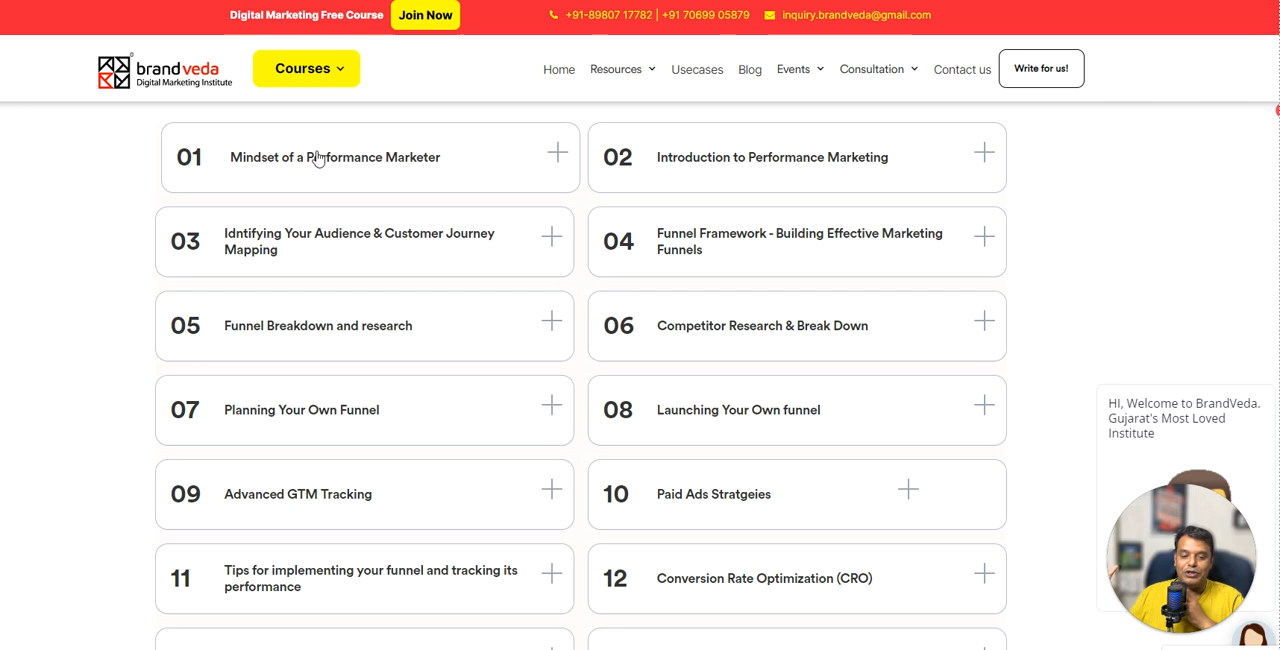 Digital Marketing Free Course Join Now +91-89807 17782 | +91 70699 05879 inquiry.brandveda@gmail.com
brandveda
Digital Marketing Institute
Courses Home Resources Usecases Blog Events Consultation Contact us Write for us!
01 Mindset of a Performance Marketer
02 Introduction to Performance Marketing
03 Idntifying Your Audience & Customer Journey
Mapping
04 Funnel Framework - Building Effective Marketing
Funnels
05 Funnel Breakdown and research
06 Competitor Research & Break Down
07 Planning Your Own Funnel
08 Launching Your Own funnel
09 Advanced GTM Tracking
10 Paid Ads Stratgeies
11 Tips for implementing your funnel and tracking its
performance
12 Conversion Rate Optimization (CRO)
HI, Welcome to BrandVeda.
Gujarat's Most Loved
Institute